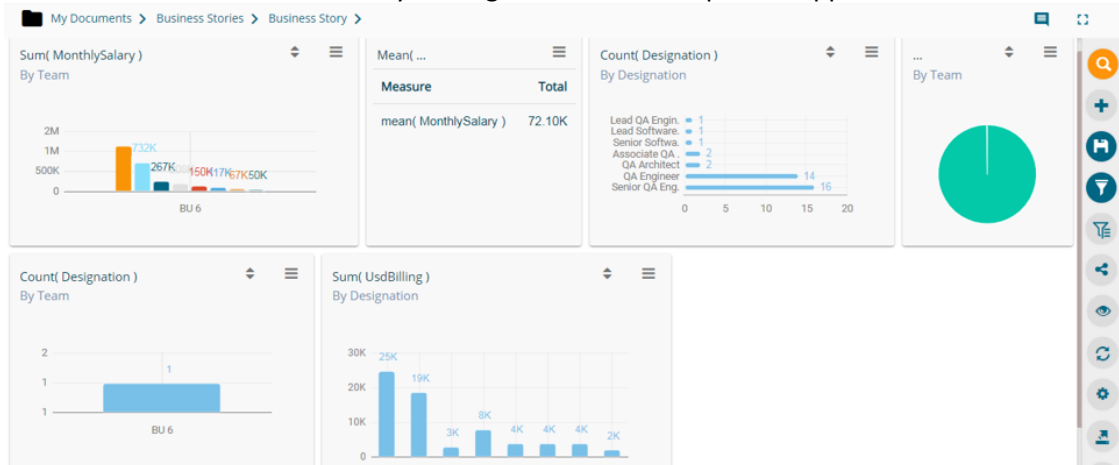 My Documents > Business Stories > Business Story >
Sum( MonthlySalary )
By Team
2M
1M
500K
0
732K
267K
150K
17K
67K
50K
BU 6
Mean( ...
Measure Total
mean( MonthlySalary ) 72.10K
Count( Designation )
By Designation
Lead QA Engin. 1
Lead Software. 1
Senior Softwa. 1
Associate QA . 2
QA Architect 2
QA Engineer 14
Senior QA Eng. 16
0 5 10 15 20
...
By Team
Count( Designation )
By Team
2
1
1
1
BU 6
Sum( UsdBilling )
By Designation
30K
20K
10K
0
25K
19K
3K
8K
4K
4K
4K
2K